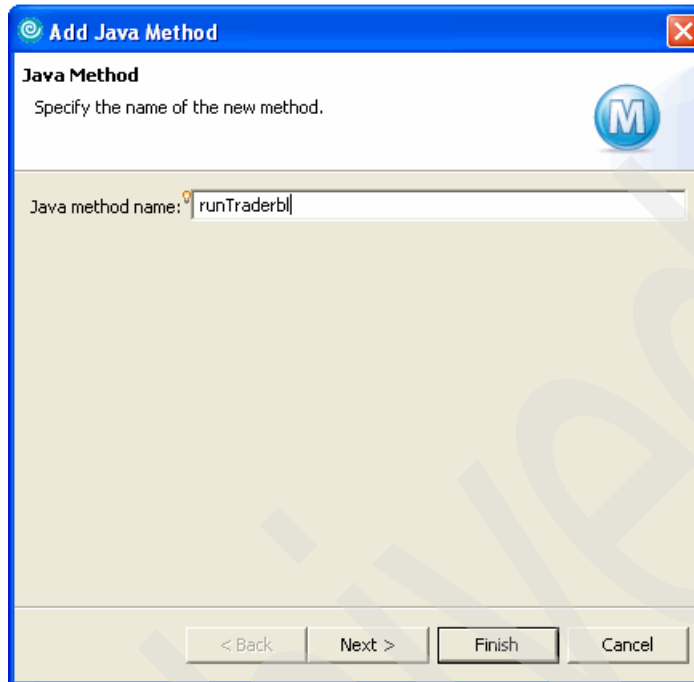 Add Java Method
Java Method
Specify the name of the new method.
M
Java method name: runTraderbl
< Back Next > Finish Cancel